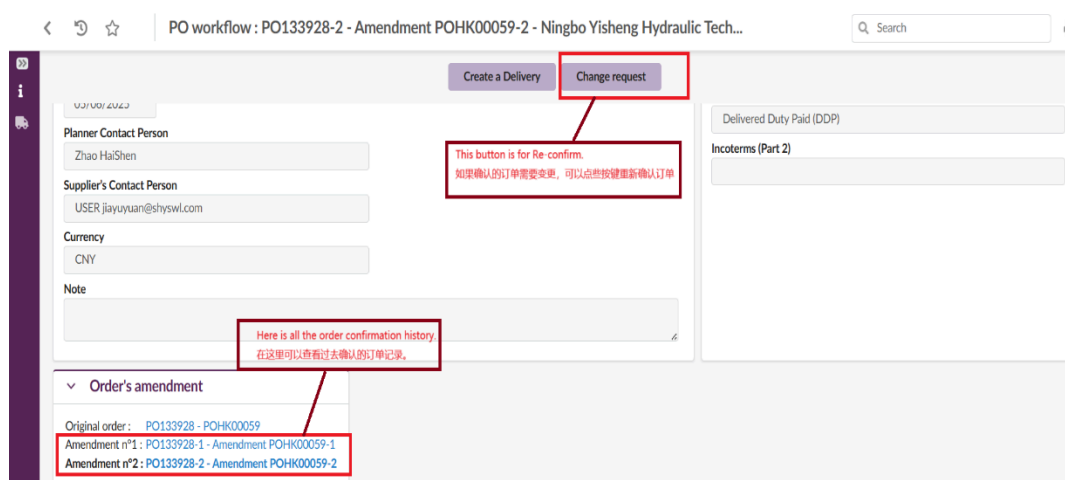 PO workflow : PO133928-2 - Amendment POHK00059-2 - Ningbo Yisheng Hydraulic Tech...
Search
Create a Delivery
Change request
Planner Contact Person
Zhao HaiShen
Supplier's Contact Person
USER jiayuyuan@shyswl.com
Currency
CNY
Note
Delivered Duty Paid (DDP)
Incoterms (Part 2)
This button is for Re-confirm.
如果确认的订单需要变更，可以点些按键重新确认订单
Here is all the order confirmation history.
在这里可以查看过去确认的订单记录。
Order's amendment
Original order : PO133928 - POHK00059
Amendment n°1 : PO133928-1 - Amendment POHK00059-1
Amendment n°2 : PO133928-2 - Amendment POHK00059-2